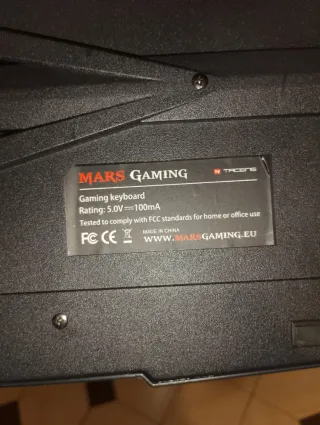 MARS GAMING TACENS
Gaming keyboard
Rating: 5.0V⎓100mA
Tested to comply with FCC standards for home or office use
FC CE MADE IN CHINA
WWW.MARSGAMING.EU